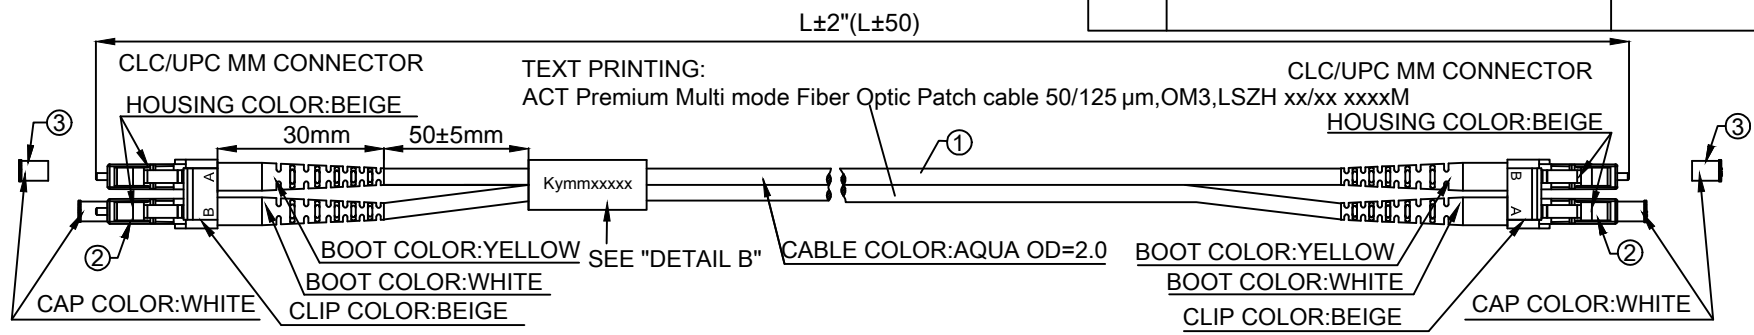 L±2"(L±50)
CLC/UPC MM CONNECTOR
TEXT PRINTING:
CLC/UPC MM CONNECTOR
ACT Premium Multi mode Fiber Optic Patch cable 50/125 µm,OM3,LSZH xx/xx xxxxM
HOUSING COLOR:BEIGE
HOUSING COLOR:BEIGE
3
30mm
50±5mm
1
3
A
B
Kymmxxxxx
B
A
2
BOOT COLOR:YELLOW
SEE "DETAIL B"
CABLE COLOR:AQUA OD=2.0
BOOT COLOR:YELLOW
2
BOOT COLOR:WHITE
BOOT COLOR:WHITE
CAP COLOR:WHITE
CLIP COLOR:BEIGE
CLIP COLOR:BEIGE
CAP COLOR:WHITE